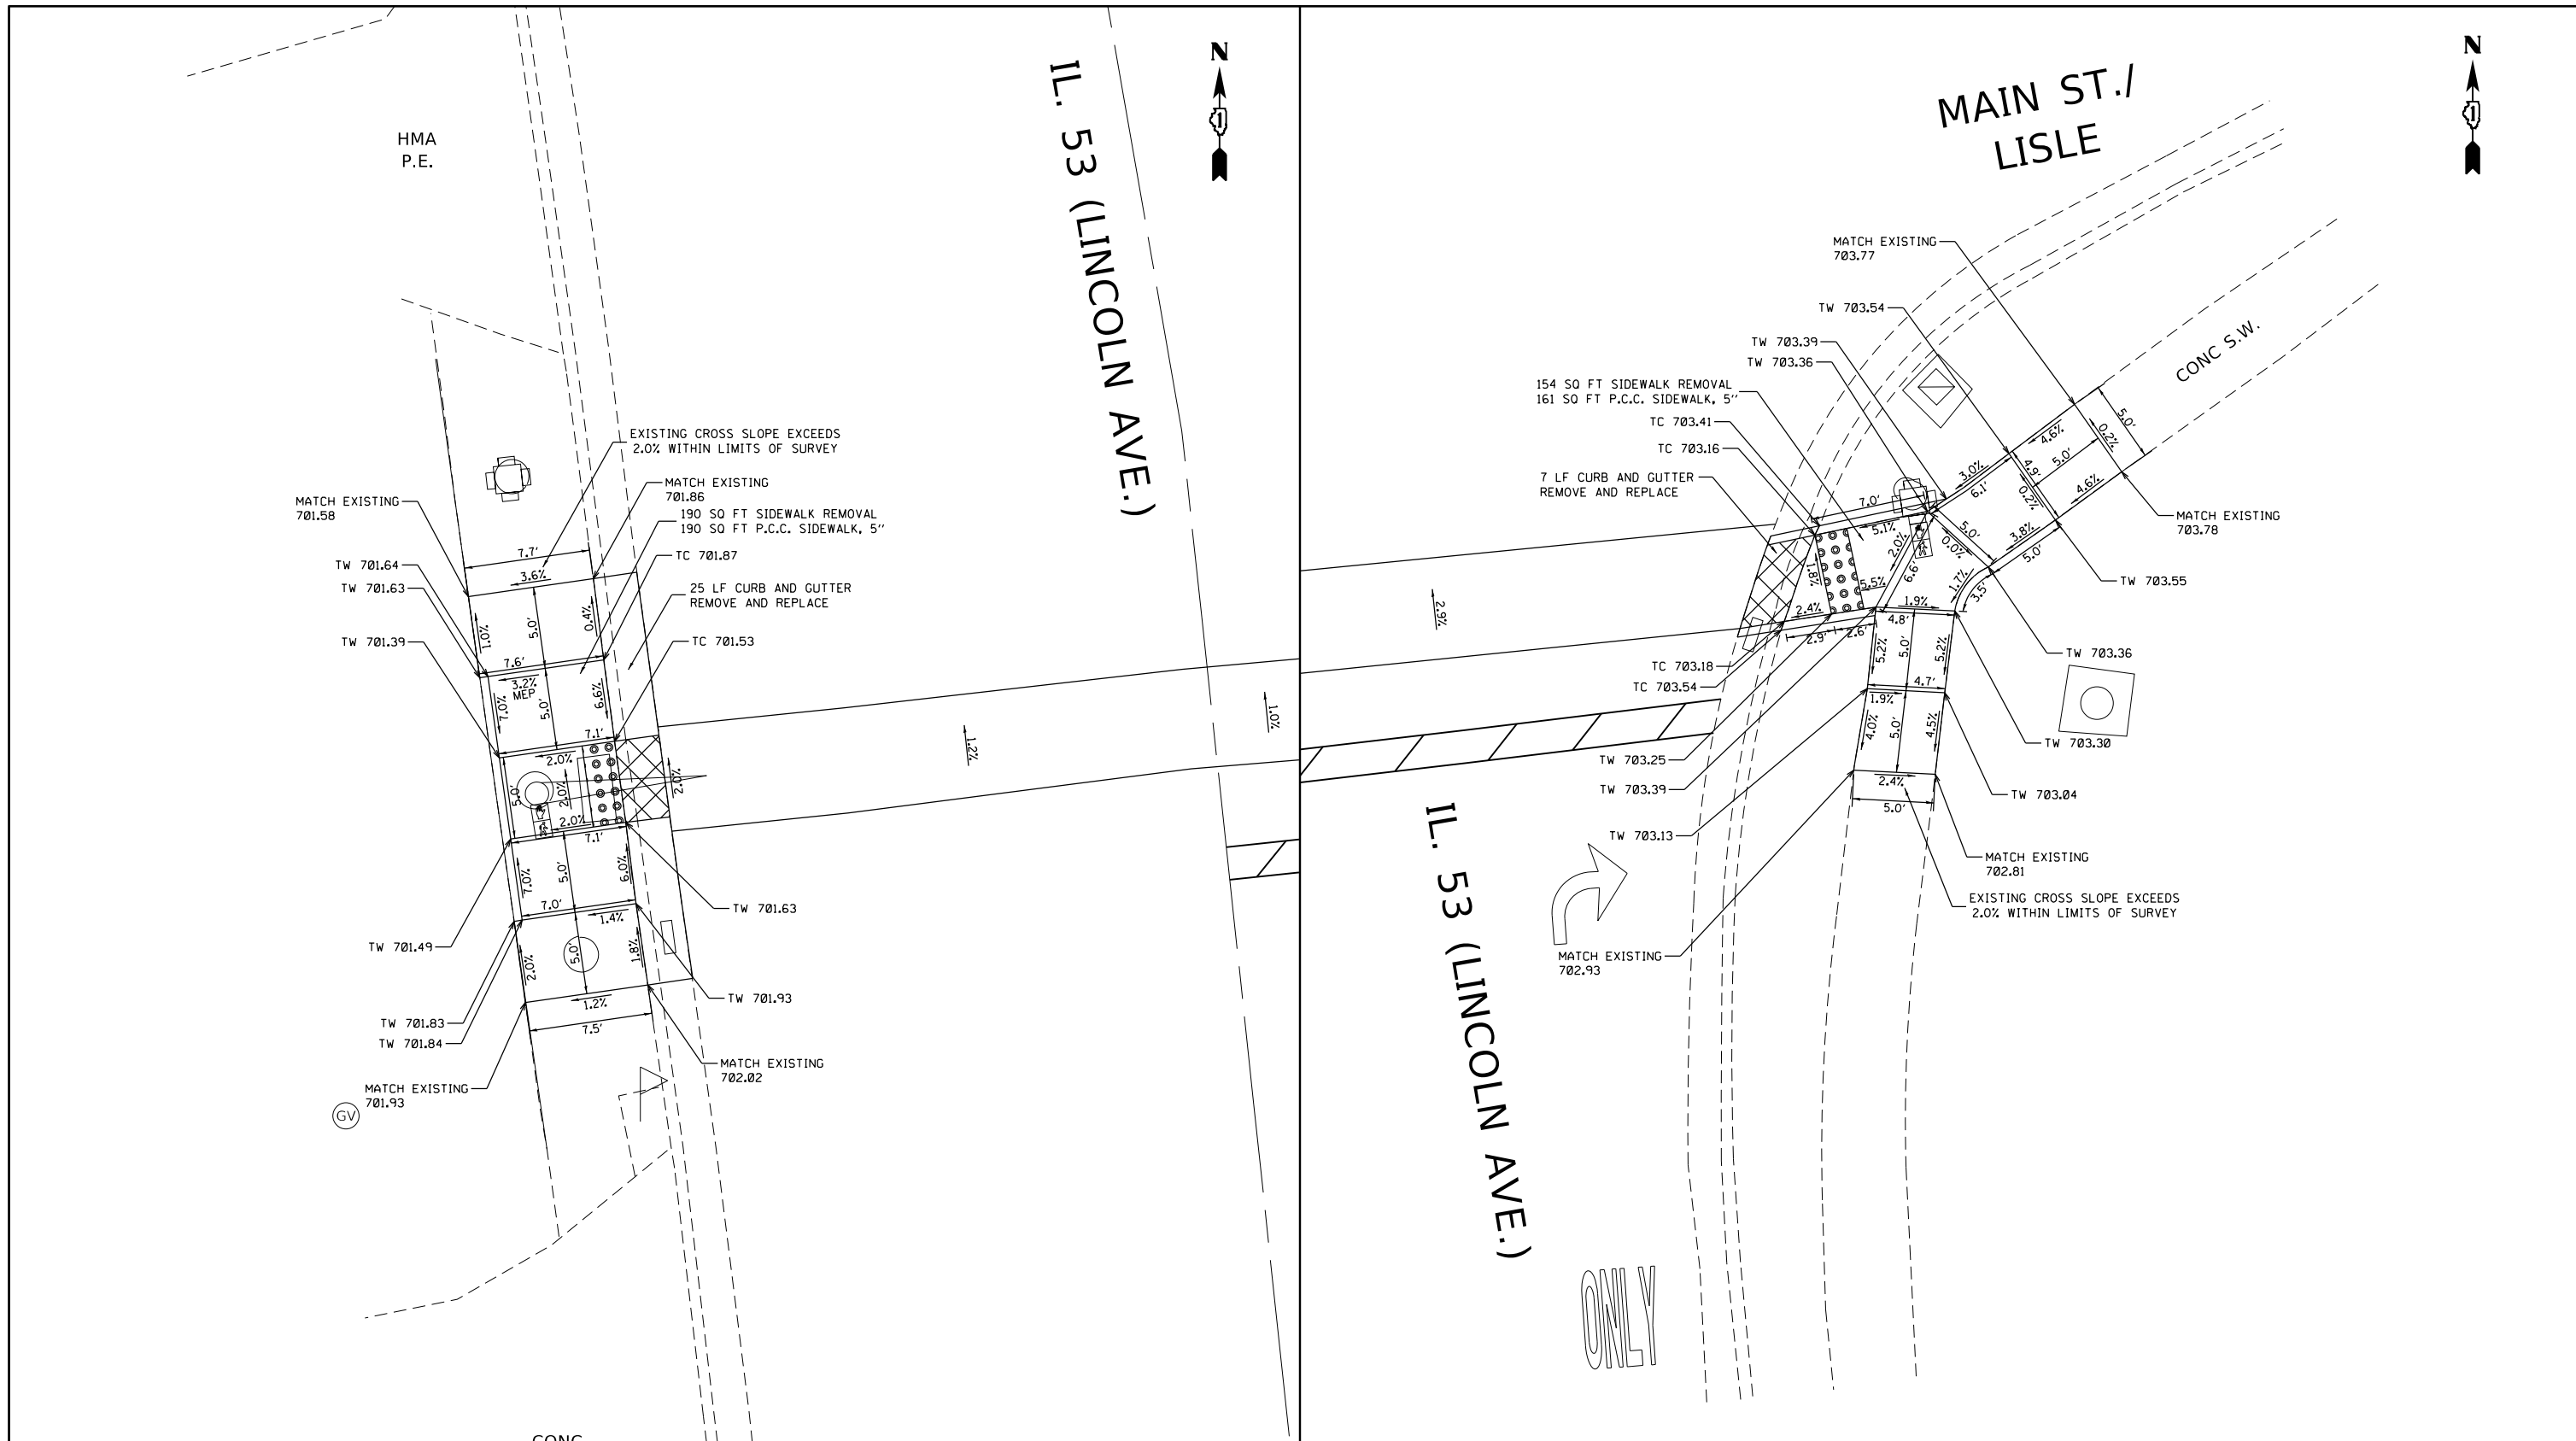 HMA
P.E.
IL. 53 (LINCOLN AVE.)
N
1
EXISTING CROSS SLOPE EXCEEDS
2.0% WITHIN LIMITS OF SURVEY
MATCH EXISTING
701.86
MATCH EXISTING
701.58
190 SQ FT SIDEWALK REMOVAL
190 SQ FT P.C.C. SIDEWALK, 5''
TC 701.87
TW 701.64
TW 701.63
25 LF CURB AND GUTTER
REMOVE AND REPLACE
TW 701.39
TC 701.53
7.7'
3.6%
1.0%
5.0'
0.4%
7.6'
3.2%
MEP
7.0%
5.0'
6.6%
7.1'
2.0%
5.0'
2.0%
2.0%
2.0%
7.1'
7.0%
5.0'
6.0%
7.0'
1.4%
2.0%
5.0'
1.8%
1.2%
7.5'
1.2%
1.0%
TW 701.63
TW 701.49
TW 701.93
TW 701.83
TW 701.84
MATCH EXISTING
702.02
MATCH EXISTING
701.93
GV
CONC
MAIN ST./
LISLE
N
1
MATCH EXISTING
703.77
TW 703.54
TW 703.39
TW 703.36
154 SQ FT SIDEWALK REMOVAL
161 SQ FT P.C.C. SIDEWALK, 5''
TC 703.41
TC 703.16
7 LF CURB AND GUTTER
REMOVE AND REPLACE
CONC S.W.
5.0'
4.6%
0.2%
5.0'
4.9'
4.6%
3.0%
6.1'
0.2%
7.0'
5.1%
5.0'
3.8%
0.0%
5.0'
2.0%
6.6'
1.8%
5.5%
1.7%
3.5'
2.4%
1.9%
2.9'
2.6'
4.8'
5.2%
5.0'
5.2%
4.7'
1.9%
4.0%
5.0'
4.5%
2.4%
5.0'
2.9%
MATCH EXISTING
703.78
TW 703.55
TW 703.36
TC 703.18
TC 703.54
TW 703.30
TW 703.25
TW 703.39
TW 703.04
TW 703.13
MATCH EXISTING
702.81
EXISTING CROSS SLOPE EXCEEDS
2.0% WITHIN LIMITS OF SURVEY
MATCH EXISTING
702.93
IL. 53 (LINCOLN AVE.)
ONLY